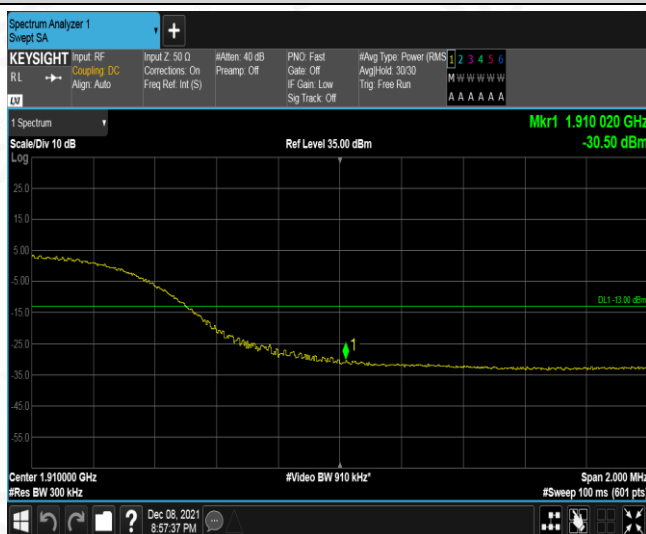 Spectrum Analyzer 1
Swept SA
+
KEYSIGHT
RL
LXI
Input: RF
Coupling: DC
Align: Auto
Input Z: 50 Ω
Corrections: On
Freq Ref: Int (S)
#Atten: 40 dB
Preamp: Off
PNO: Fast
Gate: Off
IF Gain: Low
Sig Track: Off
#Avg Type: Power (RMS
Avg|Hold: 30/30
Trig: Free Run
1 2 3 4 5 6
M W W W W W
A A A A A A
1 Spectrum
Scale/Div 10 dB
Ref Level 35.00 dBm
Mkr1 1.910 020 GHz
-30.50 dBm
Log
25.0
15.0
5.00
-5.00
DL1 -13.00 dBm
-15.0
1
-25.0
-35.0
-45.0
-55.0
Center 1.910000 GHz
#Video BW 910 kHz*
Span 2.000 MHz
#Res BW 300 kHz
#Sweep 100 ms (601 pts)
?
Dec 08, 2021
8:57:37 PM